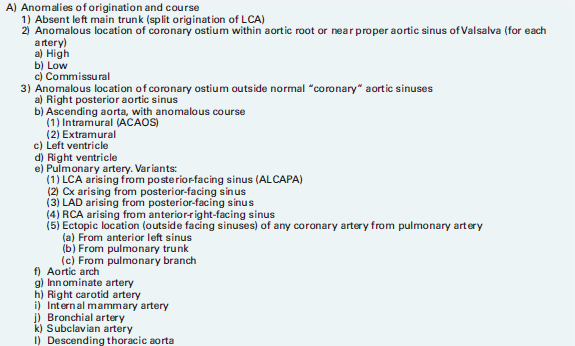 A) Anomalies of origination and course
1) Absent left main trunk (split origination of LCA)
2) Anomalous location of coronary ostium within aortic root or near proper aortic sinus of Valsalva (for each
artery)
a) High
b) Low
c) Commissural
3) Anomalous location of coronary ostium outside normal “coronary” aortic sinuses
a) Right posterior aortic sinus
b) Ascending aorta, with anomalous course
(1) Intramural (ACAOS)
(2) Extramural
c) Left ventricle
d) Right ventricle
e) Pulmonary artery. Variants:
(1) LCA arising from posterior-facing sinus (ALCAPA)
(2) Cx arising from posterior-facing sinus
(3) LAD arising from posterior-facing sinus
(4) RCA arising from anterior-right-facing sinus
(5) Ectopic location (outside facing sinuses) of any coronary artery from pulmonary artery
(a) From anterior left sinus
(b) From pulmonary trunk
(c) From pulmonary branch
f) Aortic arch
g) Innominate artery
h) Right carotid artery
i) Internal mammary artery
j) Bronchial artery
k) Subclavian artery
l) Descending thoracic aorta